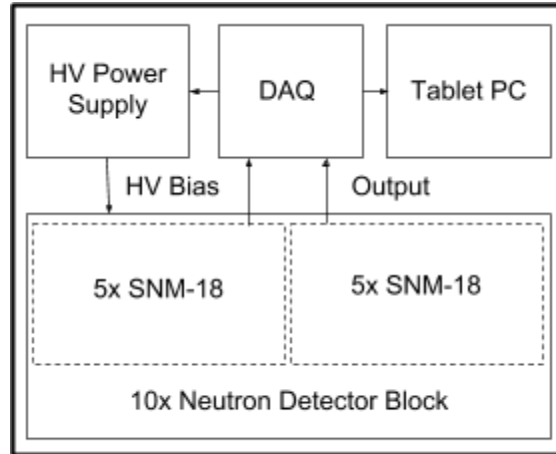 HV Power
Supply
DAQ
Tablet PC
HV Bias
Output
5x SNM-18
5x SNM-18
10x Neutron Detector Block